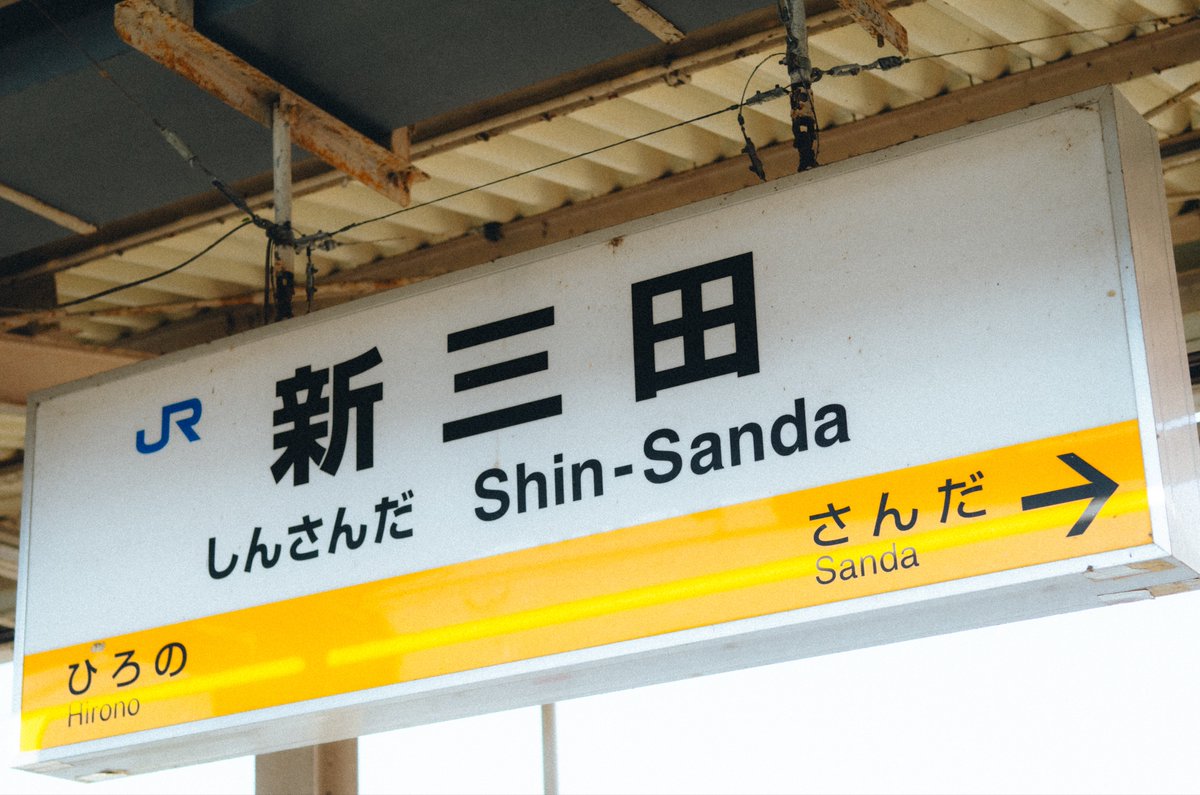 JR 新三田
しんさんだ Shin-Sanda
さんだ →
Sanda
ひろの
Hirono